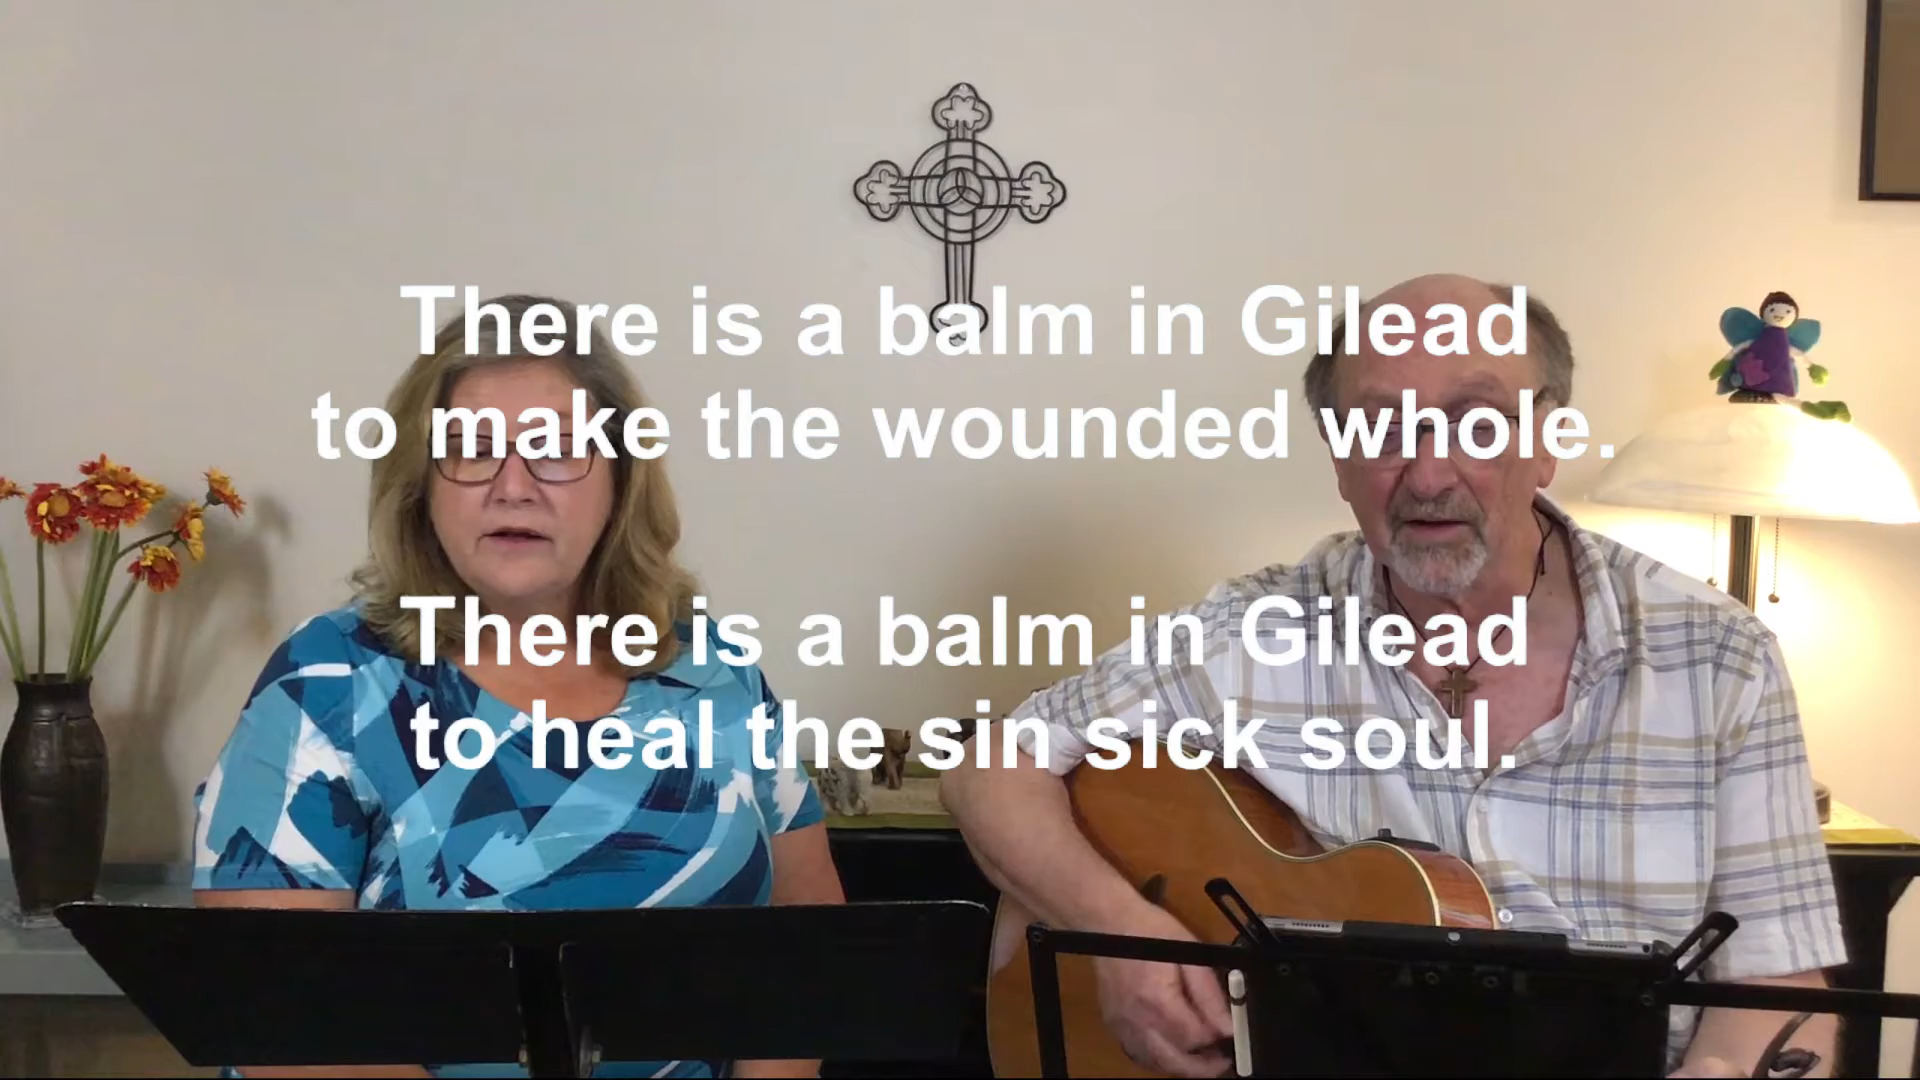 There is a balm in Gilead
to make the wounded whole.
There is a balm in Gilead
to heal the sin sick soul.